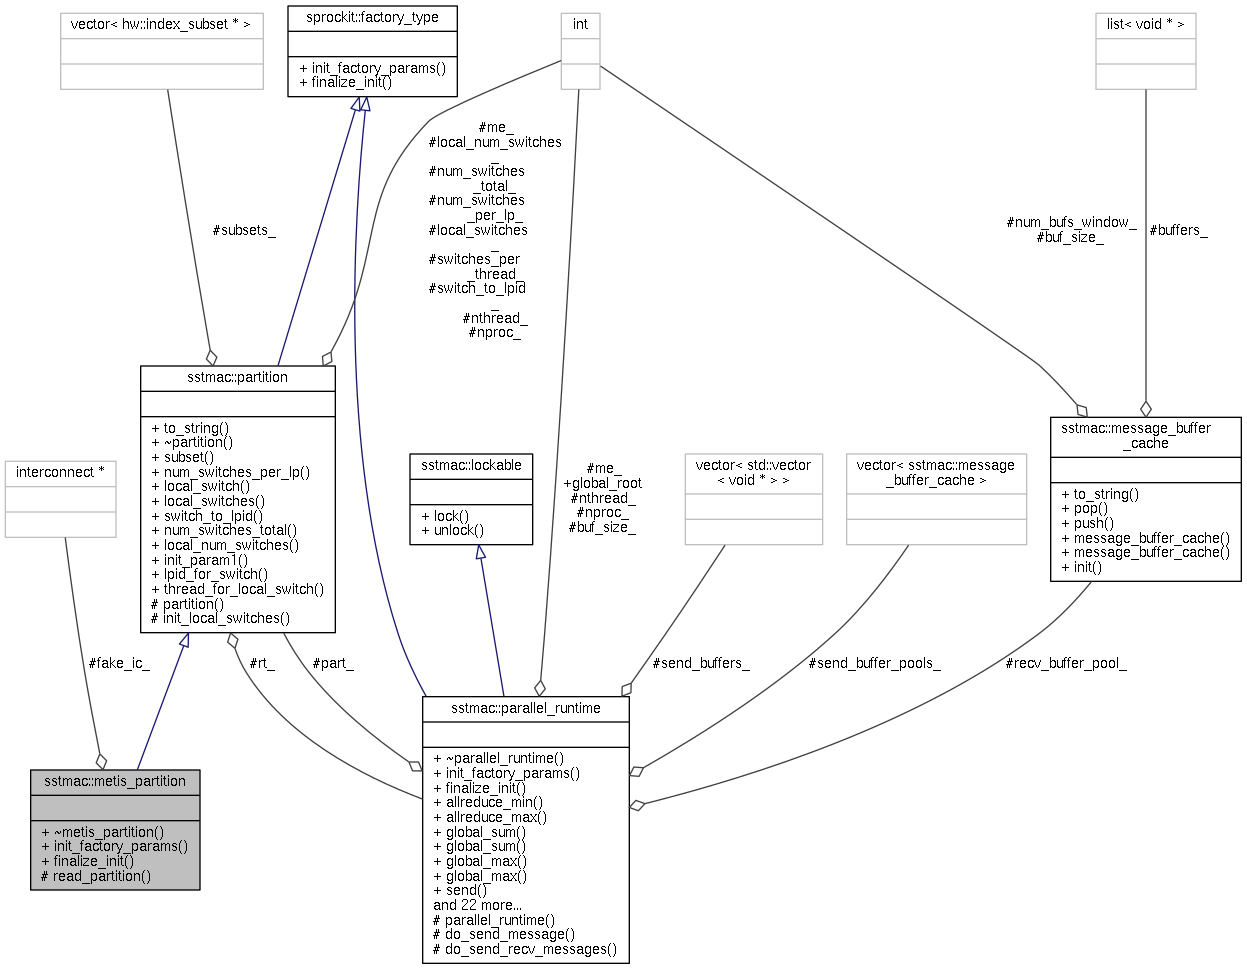 vector< hw::index_subset * >
sprockit::factory_type
+ init_factory_params()
+ finalize_init()
int
list< void * >
#subsets_
#me_
#local_num_switches
_
#num_switches
_total_
#num_switches
_per_lp_
#local_switches
_
#switches_per
_thread_
#switch_to_lpid
_
#nthread_
#nproc_
#num_bufs_window_
#buf_size_
#buffers_
sstmac::partition
+ to_string()
+ ~partition()
+ subset()
+ num_switches_per_lp()
+ local_switch()
+ local_switches()
+ switch_to_lpid()
+ num_switches_total()
+ local_num_switches()
+ init_param1()
+ lpid_for_switch()
+ thread_for_local_switch()
# partition()
# init_local_switches()
interconnect *
sstmac::lockable
+ lock()
+ unlock()
#me_
+global_root
#nthread_
#nproc_
#buf_size_
vector< std::vector
< void * > >
vector< sstmac::message
_buffer_cache >
sstmac::message_buffer
_cache
+ to_string()
+ pop()
+ push()
+ message_buffer_cache()
+ message_buffer_cache()
+ init()
#fake_ic_
#rt_
#part_
#send_buffers_
#send_buffer_pools_
#recv_buffer_pool_
sstmac::metis_partition
+ ~metis_partition()
+ init_factory_params()
+ finalize_init()
# read_partition()
sstmac::parallel_runtime
+ ~parallel_runtime()
+ init_factory_params()
+ finalize_init()
+ allreduce_min()
+ allreduce_max()
+ global_sum()
+ global_sum()
+ global_max()
+ global_max()
+ send()
and 22 more...
# parallel_runtime()
# do_send_message()
# do_send_recv_messages()